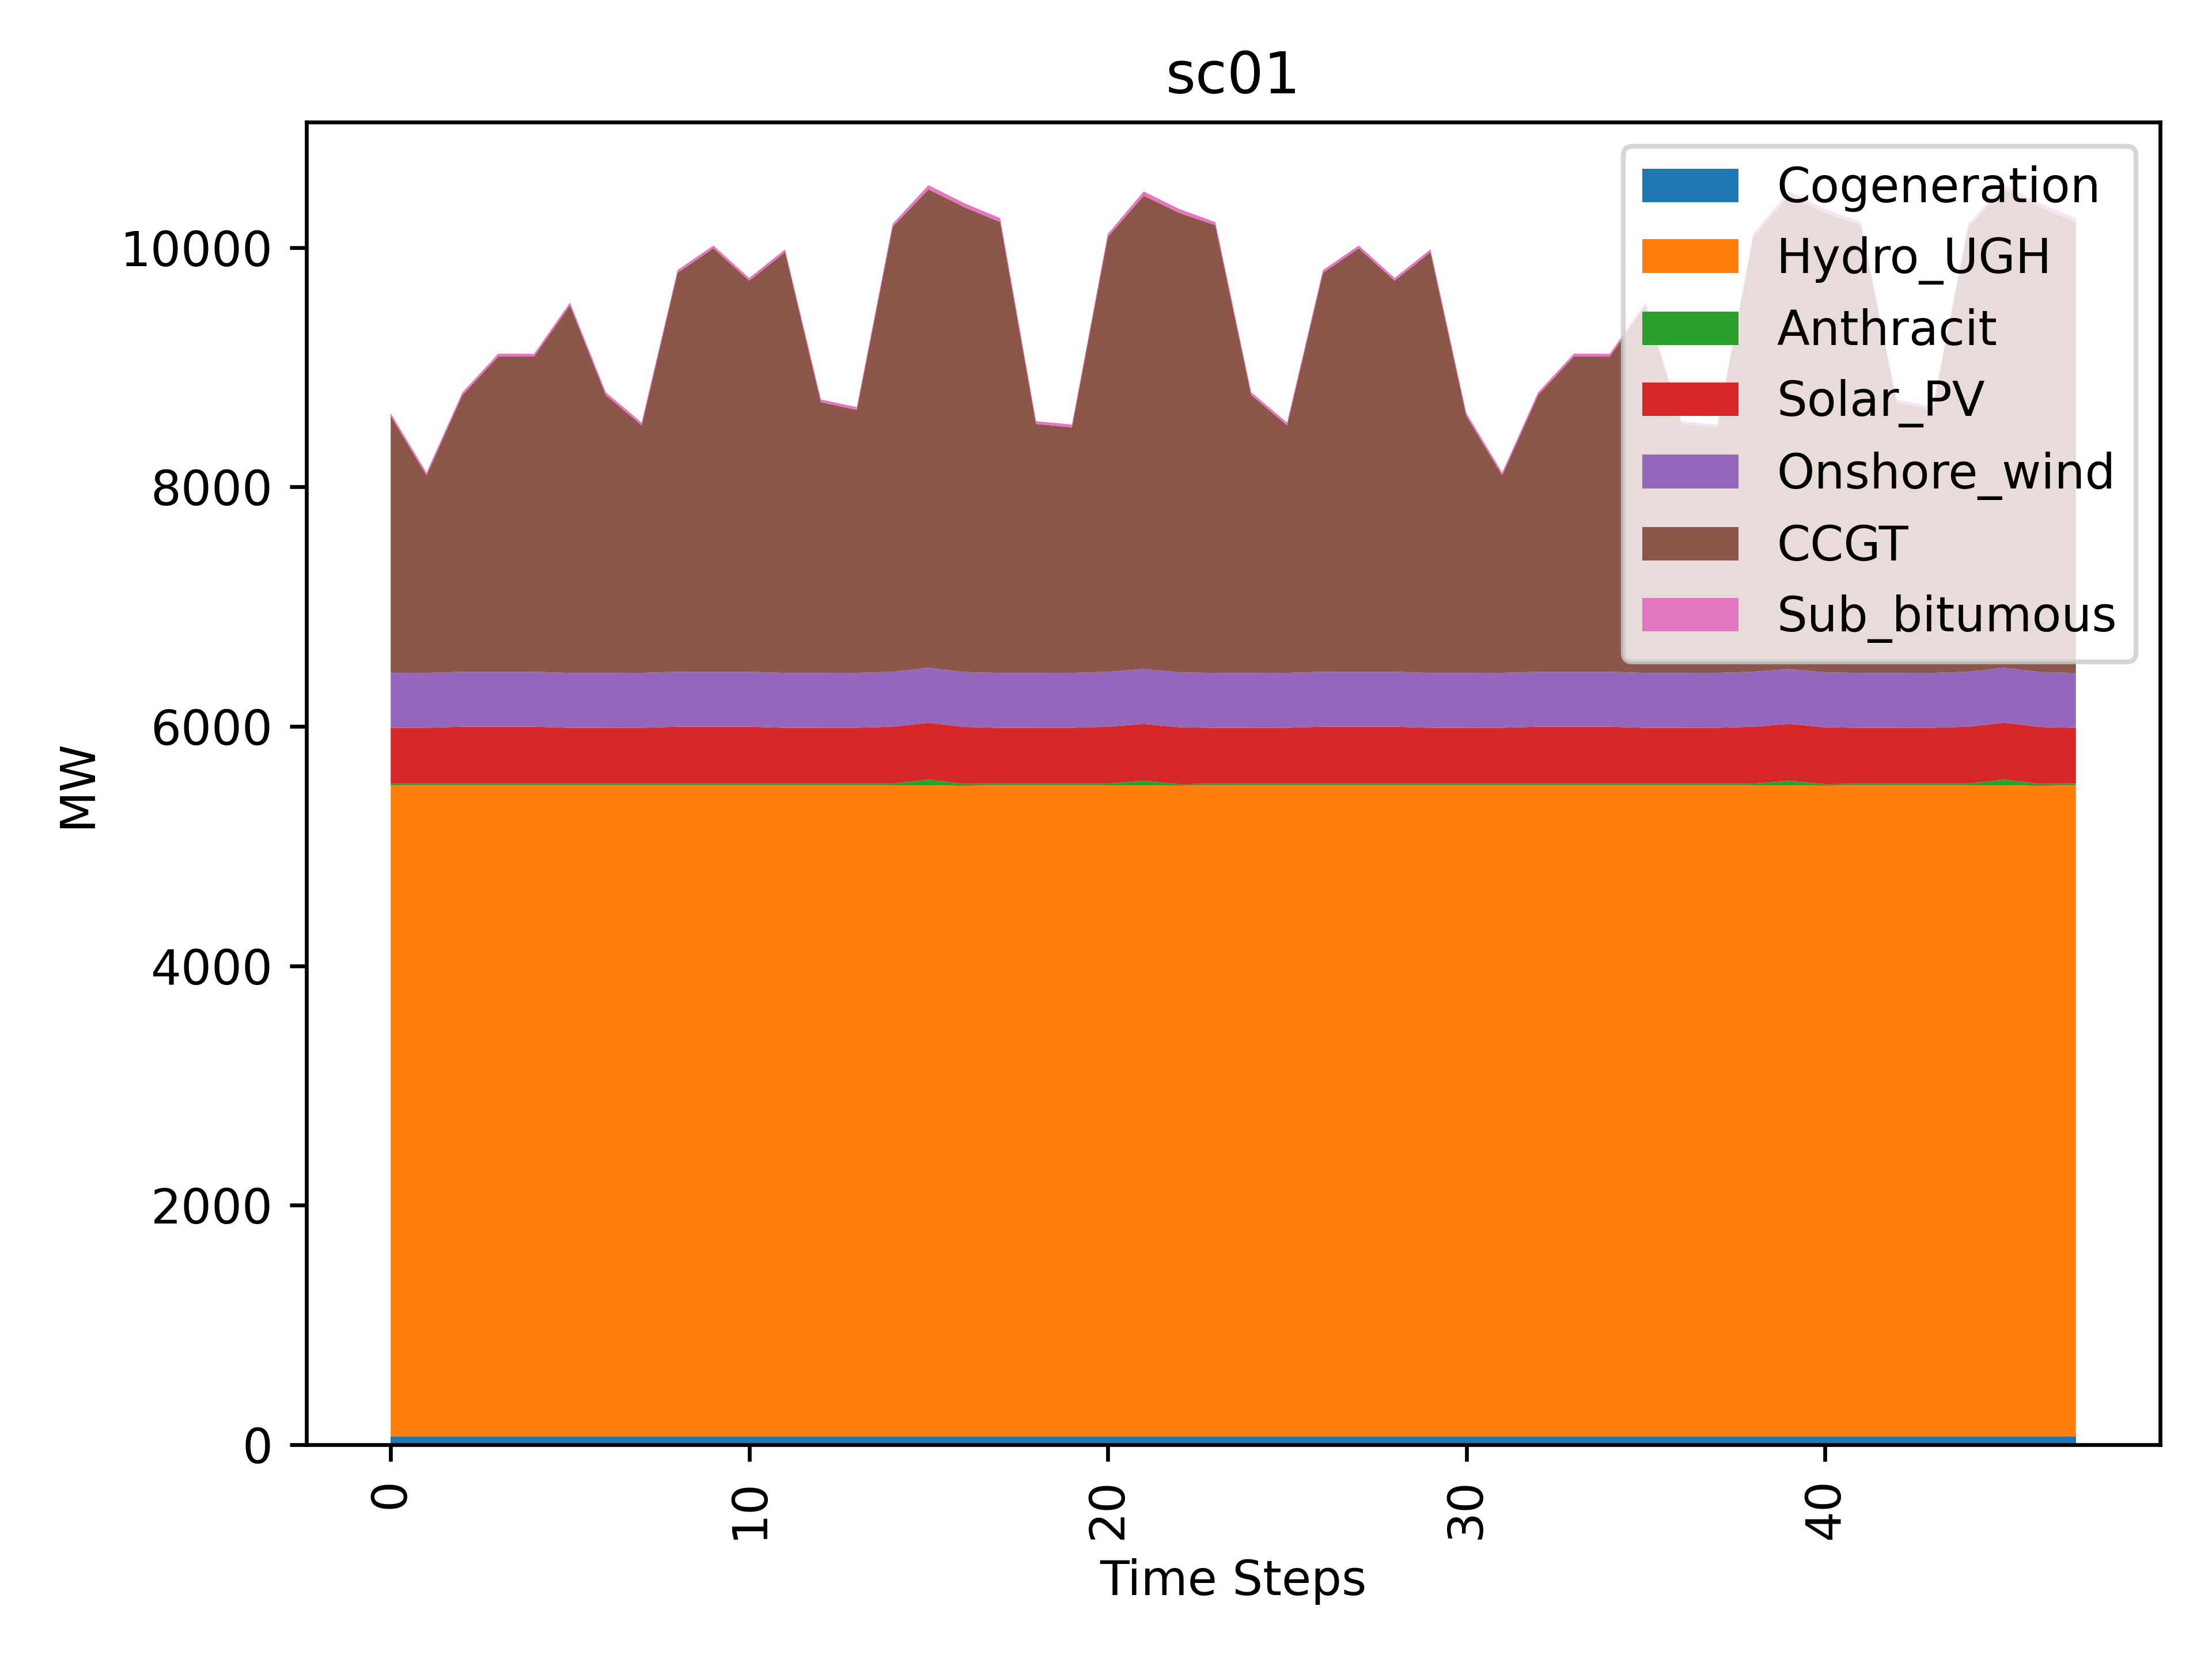 sc01
10000
8000
6000
4000
2000
0
MW
0
10
20
30
40
Time Steps
Cogeneration
Hydro_UGH
Anthracit
Solar_PV
Onshore_wind
CCGT
Sub_bitumous